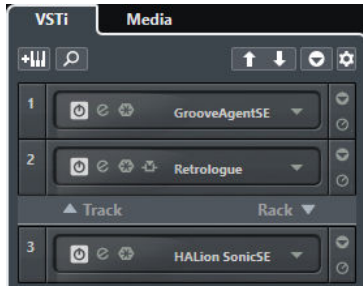 VSTi Media
1 GrooveAgentSE
2 Retrologue
Track Rack
3 HALion SonicSE